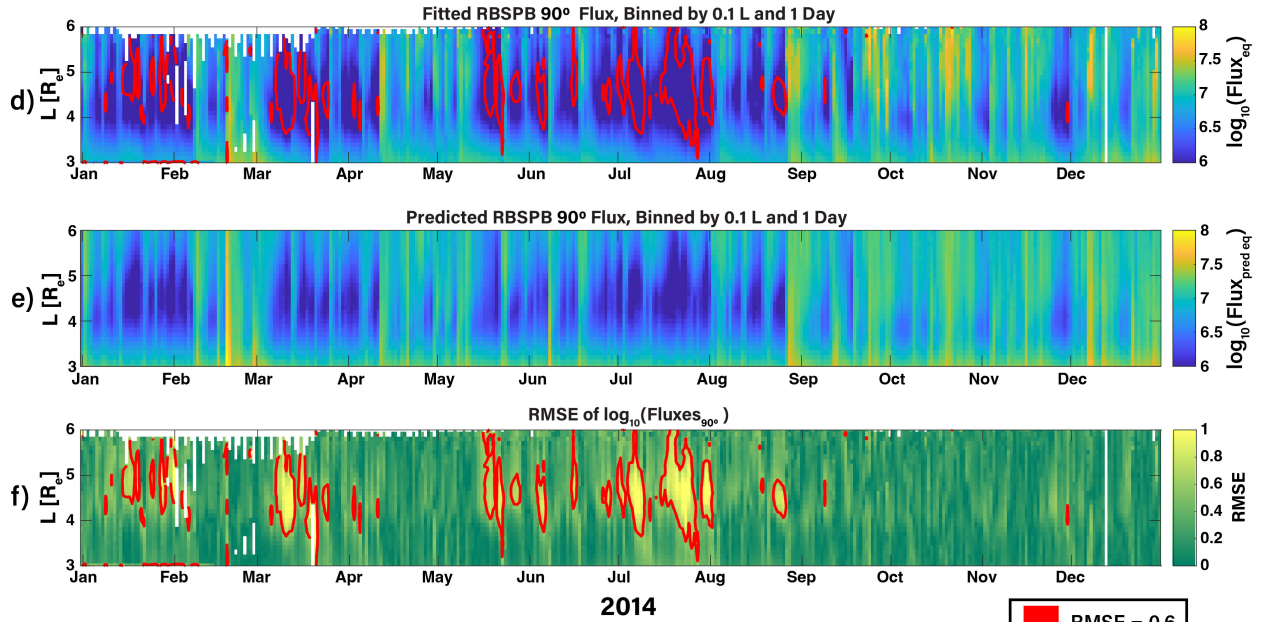 Fitted RBSPB 90º Flux, Binned by 0.1 L and 1 Day
d)
L [Rₑ]
6
5
4
3
Jan Feb Mar Apr May Jun Jul Aug Sep Oct Nov Dec
8
7.5
7
6.5
6
log₁₀(Flux_eq)
Predicted RBSPB 90º Flux, Binned by 0.1 L and 1 Day
e)
L [Rₑ]
6
5
4
3
Jan Feb Mar Apr May Jun Jul Aug Sep Oct Nov Dec
8
7.5
7
6.5
6
log₁₀(Flux_pred eq)
RMSE of log₁₀(Fluxes₉₀º )
f)
L [Rₑ]
6
5
4
3
Jan Feb Mar Apr May Jun Jul Aug Sep Oct Nov Dec
1
0.8
0.6
0.4
0.2
0
RMSE
2014
RMSE = 0.6